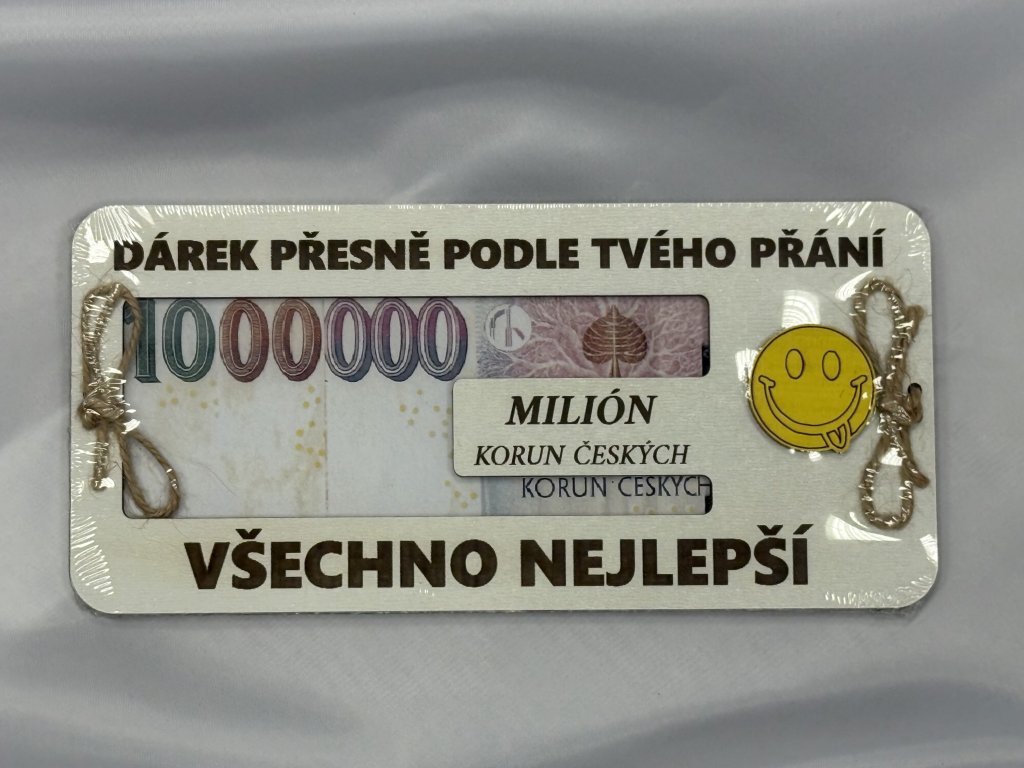 DÁREK PŘESNĚ PODLE TVÉHO PŘÁNÍ
1000000
MILIÓN
KORUN ČESKÝCH
KORUN ČESKÝCH
VŠECHNO NEJLEPŠÍ